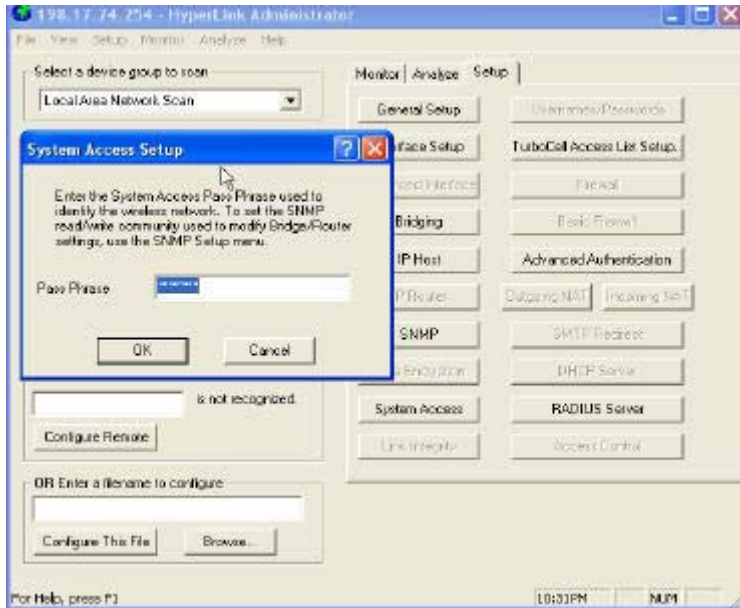 198.17.74.254 - HyperLink Administrator
File View Setup Monitor Analyze Help
Select a device group to scan
Local Area Network Scan
Monitor Analyze Setup
General Setup Usernames/Passwords
System Access Setup
rface Setup TurboCell Access List Setup.
Enter the System Access Pass Phrase used to
identify the wireless network. To set the SNMP
read/write community used to modify Bridge/Router
settings, use the SNMP Setup menu.
Pass Phrase
OK Cancel
Interface Firewall
Bridging Basic Firewall
IP Host Advanced Authentication
P Router Outgoing NAT Incoming NAT
SNMP SMTP Redirect
Encryption DHCP Server
System Access RADIUS Server
Link Integrity Access Control
is not recognized.
Configure Remote
OR Enter a filename to configure
Configure This File Browse...
For Help, press F1
10:31PM NUM